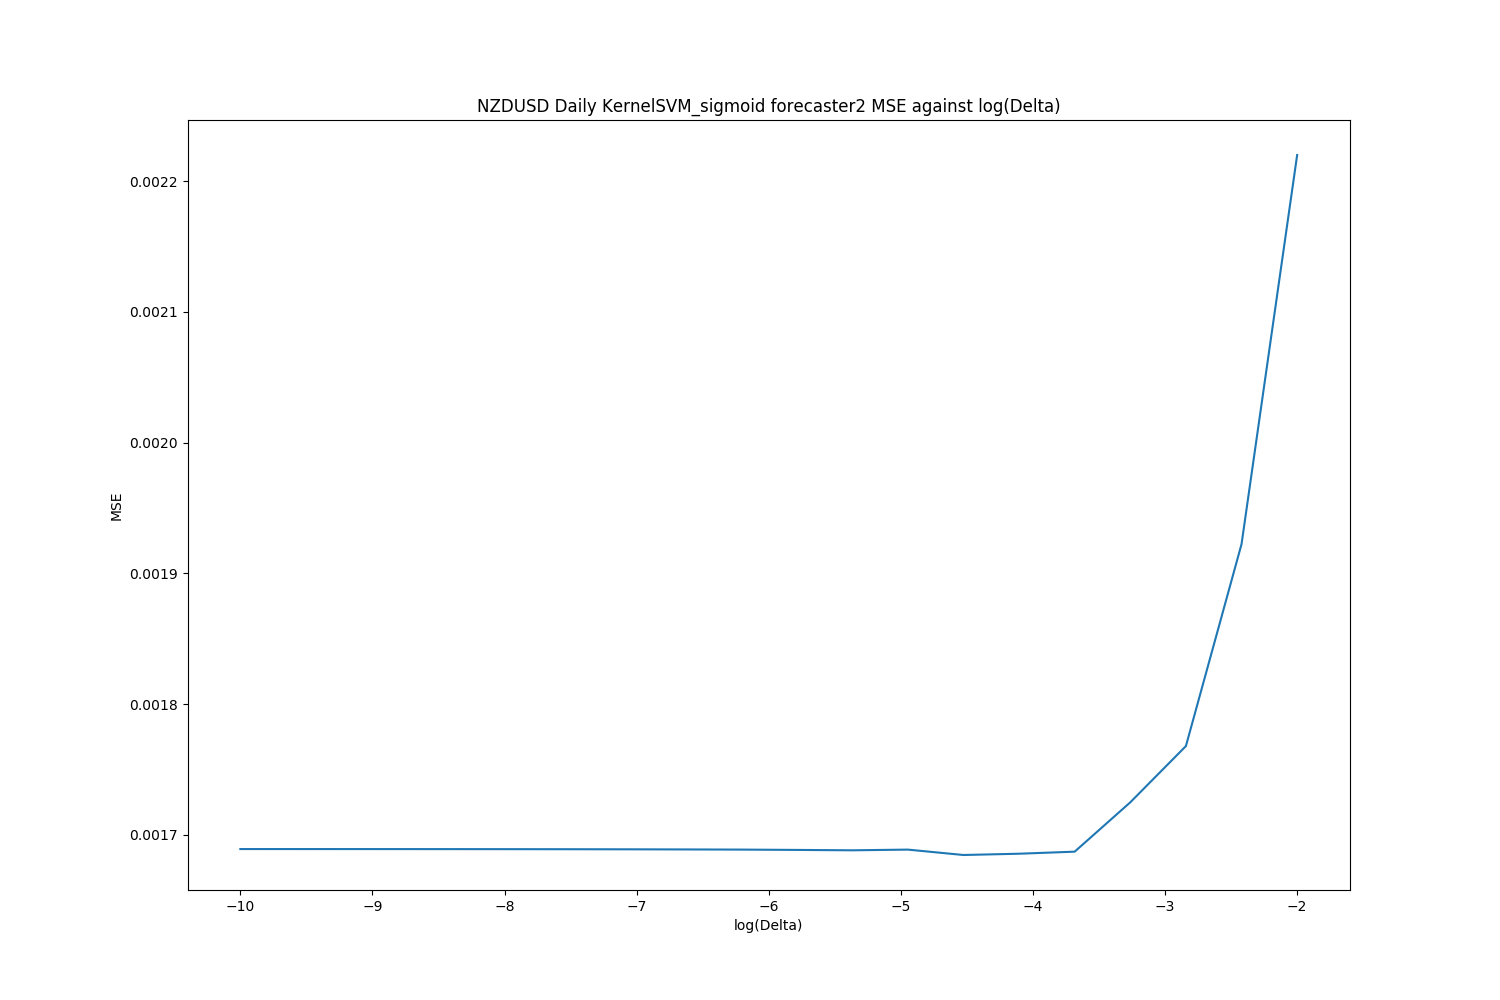 NZDUSD Daily KernelSVM_sigmoid forecaster2 MSE against log(Delta)
0.0022
0.0021
0.0020
0.0019
0.0018
0.0017
MSE
−10 −9 −8 −7 −6 −5 −4 −3 −2
log(Delta)